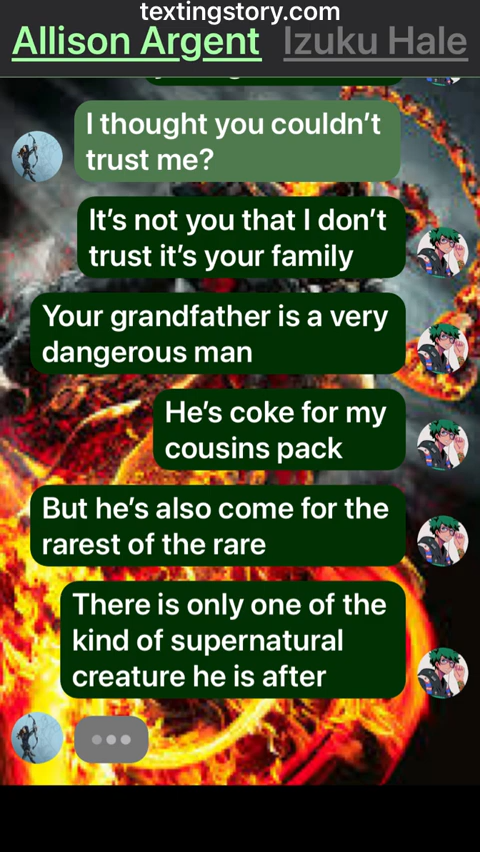 textingstory.com
Allison Argent Izuku Hale
I thought you couldn't
trust me?
It's not you that I don't
trust it's your family
Your grandfather is a very
dangerous man
He's coke for my
cousins pack
But he's also come for the
rarest of the rare
There is only one of the
kind of supernatural
creature he is after